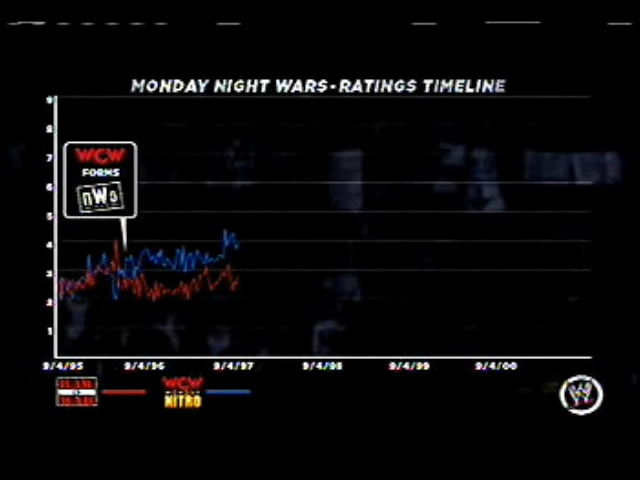 MONDAY NIGHT WARS - RATINGS TIMELINE
9
8
7
6
5
4
3
2
1
WCW
FORMS
nWo
9/4/95 9/4/96 9/4/97 9/4/98 9/4/99 9/4/00
RAW
IS
WAR
WCW
NITRO
W